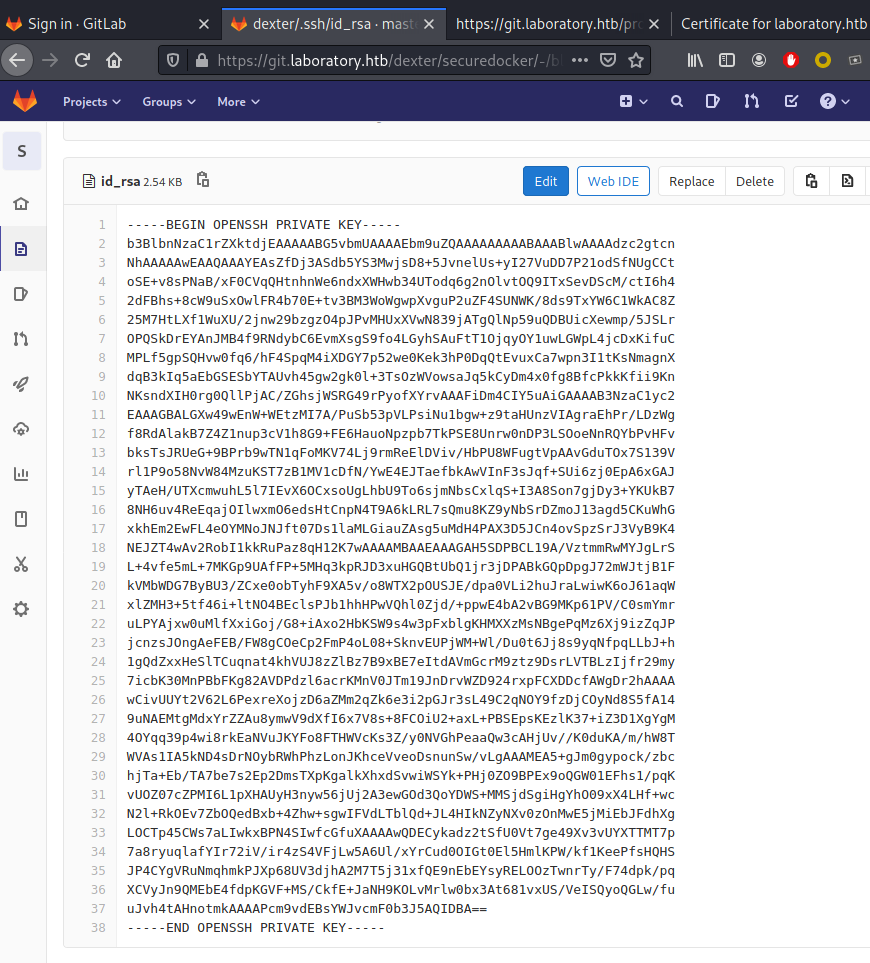 Sign in · GitLab
dexter/.ssh/id_rsa · mast
https://git.laboratory.htb/pro
Certificate for laboratory.htb
https://git.laboratory.htb/dexter/securedocker/-/bl
Projects Groups More
S
id_rsa 2.54 KB
Edit Web IDE Replace Delete
1 -----BEGIN OPENSSH PRIVATE KEY-----
2 b3BlbnNzaC1rZXktdjEAAAAABG5vbmUAAAAEbm9uZQAAAAAAAAABAAABlwAAAAdzc2gtcn
3 NhAAAAAwEAAQAAAYEAsZfDj3ASdb5YS3MwjsD8+5JvnelUs+yI27VuDD7P21odSfNUgCCt
4 oSE+v8sPNaB/xF0CVqQHtnhnWe6ndxXWHwb34UTodq6g2nOlvtOQ9ITxSevDScM/ctI6h4
5 2dFBhs+8cW9uSxOwlFR4b70E+tv3BM3WoWgwpXvguP2uZF4SUNWK/8ds9TxYW6C1WkAC8Z
6 25M7HtLXf1WuXU/2jnw29bzgzO4pJPvMHUxXVwN839jATgQlNp59uQDBUicXewmp/5JSLr
7 OPQSkDrEYAnJMB4f9RNdybC6EvmXsgS9fo4LGyhSAuFtT1OjqyOY1uwLGWpL4jcDxKifuC
8 MPLf5gpSQHvw0fq6/hF4SpqM4iXDGY7p52we0Kek3hP0DqQtEvuxCa7wpn3I1tKsNmagnX
9 dqB3kIq5aEbGSESbYTAUvh45gw2gk0l+3TsOzWVowsaJq5kCyDm4x0fg8BfcPkkKfii9Kn
10 NKsndXIH0rg0QllPjAC/ZGhsjWSRG49rPyofXYrvAAAFiDm4CIY5uAiGAAAAB3NzaC1yc2
11 EAAAGBALGXw49wEnW+WEtzMI7A/PuSb53pVLPsiNu1bgw+z9taHUnzVIAgraEhPr/LDzWg
12 f8RdAlakB7Z4Z1nup3cV1h8G9+FE6HauoNpzpb7TkPSE8Unrw0nDP3LSOoeNnRQYbPvHFv
13 bksTsJRUeG+9BPrb9wTN1qFoMKV74Lj9rmReElDViv/HbPU8WFugtVpAAvGduTOx7S139V
14 rl1P9o58NvW84MzuKST7zB1MV1cDfN/YwE4EJTaefbkAwVInF3sJqf+SUi6zj0EpA6xGAJ
15 yTAeH/UTXcmwuhL5l7IEvX6OCxsoUgLhbU9To6sjmNbsCxlqS+I3A8Son7gjDy3+YKUkB7
16 8NH6uv4ReEqajOIlwxmO6edsHtCnpN4T9A6kLRL7sQmu8KZ9yNbSrDZmoJ13agd5CKuWhG
17 xkhEm2EwFL4eOYMNoJNJft07Ds1laMLGiauZAsg5uMdH4PAX3D5JCn4ovSpzSrJ3VyB9K4
18 NEJZT4wAv2RobI1kkRuPaz8qH12K7wAAAAMBAAEAAAGAH5SDPBCL19A/VztmmRwMYJgLrS
19 L+4vfe5mL+7MKGp9UAfFP+5MHq3kpRJD3xuHGQBtUbQ1jr3jDPABkGQpDpgJ72mWJtjB1F
20 kVMbWDG7ByBU3/ZCxe0obTyhF9XA5v/o8WTX2pOUSJE/dpa0VLi2huJraLwiwK6oJ61aqW
21 xlZMH3+5tf46i+ltNO4BEclsPJb1hhHPwVQhl0Zjd/+ppwE4bA2vBG9MKp61PV/C0smYmr
22 uLPYAjxw0uMlfXxiGoj/G8+iAxo2HbKSW9s4w3pFxblgKHMXXzMsNBgePqMz6Xj9izZqJP
23 jcnzsJOngAeFEB/FW8gCOeCp2FmP4oL08+SknvEUPjWM+Wl/Du0t6Jj8s9yqNfpqLLbJ+h
24 1gQdZxxHeSlTCuqnat4khVUJ8zZlBz7B9xBE7eItdAVmGcrM9ztz9DsrLVTBLzIjfr29my
25 7icbK30MnPBbFKg82AVDPdzl6acrKMnV0JTm19JnDrvWZD924rxpFCXDDcfAWgDr2hAAAA
26 wCivUUYt2V62L6PexreXojzD6aZMm2qZk6e3i2pGJr3sL49C2qNOY9fzDjCOyNd8S5fA14
27 9uNAEMtgMdxYrZZAu8ymwV9dXfI6x7V8s+8FCOiU2+axL+PBSEpsKEzlK37+iZ3D1XgYgM
28 4OYqq39p4wi8rkEaNVuJKYFo8FTHWVcKs3Z/y0NVGhPeaaQw3cAHjUv//K0duKA/m/hW8T
29 WVAs1IA5kND4sDrNOybRWhPhzLonJKhceVveoDsnunSw/vLgAAAMEA5+gJm0gypock/zbc
30 hjTa+Eb/TA7be7s2Ep2DmsTXpKgalkXhxdSvwiWSYk+PHj0ZO9BPEx9oQGW01EFhs1/pqK
31 vUOZ07cZPMI6L1pXHAUyH3nyw56jUj2A3ewGOd3QoYDWS+MMSjdSgiHgYhO09xX4LHf+wc
32 N2l+RkOEv7ZbOQedBxb+4Zhw+sgwIFVdLTblQd+JL4HIkNZyNXv0zOnMwE5jMiEbJFdhXg
33 LOCTp45CWs7aLIwkxBPN4SIwfcGfuXAAAAwQDECykadz2tSfU0Vt7ge49Xv3vUYXTTMT7p
34 7a8ryuqlafYIr72iV/ir4zS4VFjLw5A6Ul/xYrCud0OIGt0El5HmlKPW/kf1KeePfsHQHS
35 JP4CYgVRuNmqhmkPJXp68UV3djhA2M7T5j31xfQE9nEbEYsyRELOOzTwnrTy/F74dpk/pq
36 XCVyJn9QMEbE4fdpKGVF+MS/CkfE+JaNH9KOLvMrlw0bx3At681vxUS/VeISQyoQGLw/fu
37 uJvh4tAHnotmkAAAAPcm9vdEBsYWJvcmF0b3J5AQIDBA==
38 -----END OPENSSH PRIVATE KEY-----